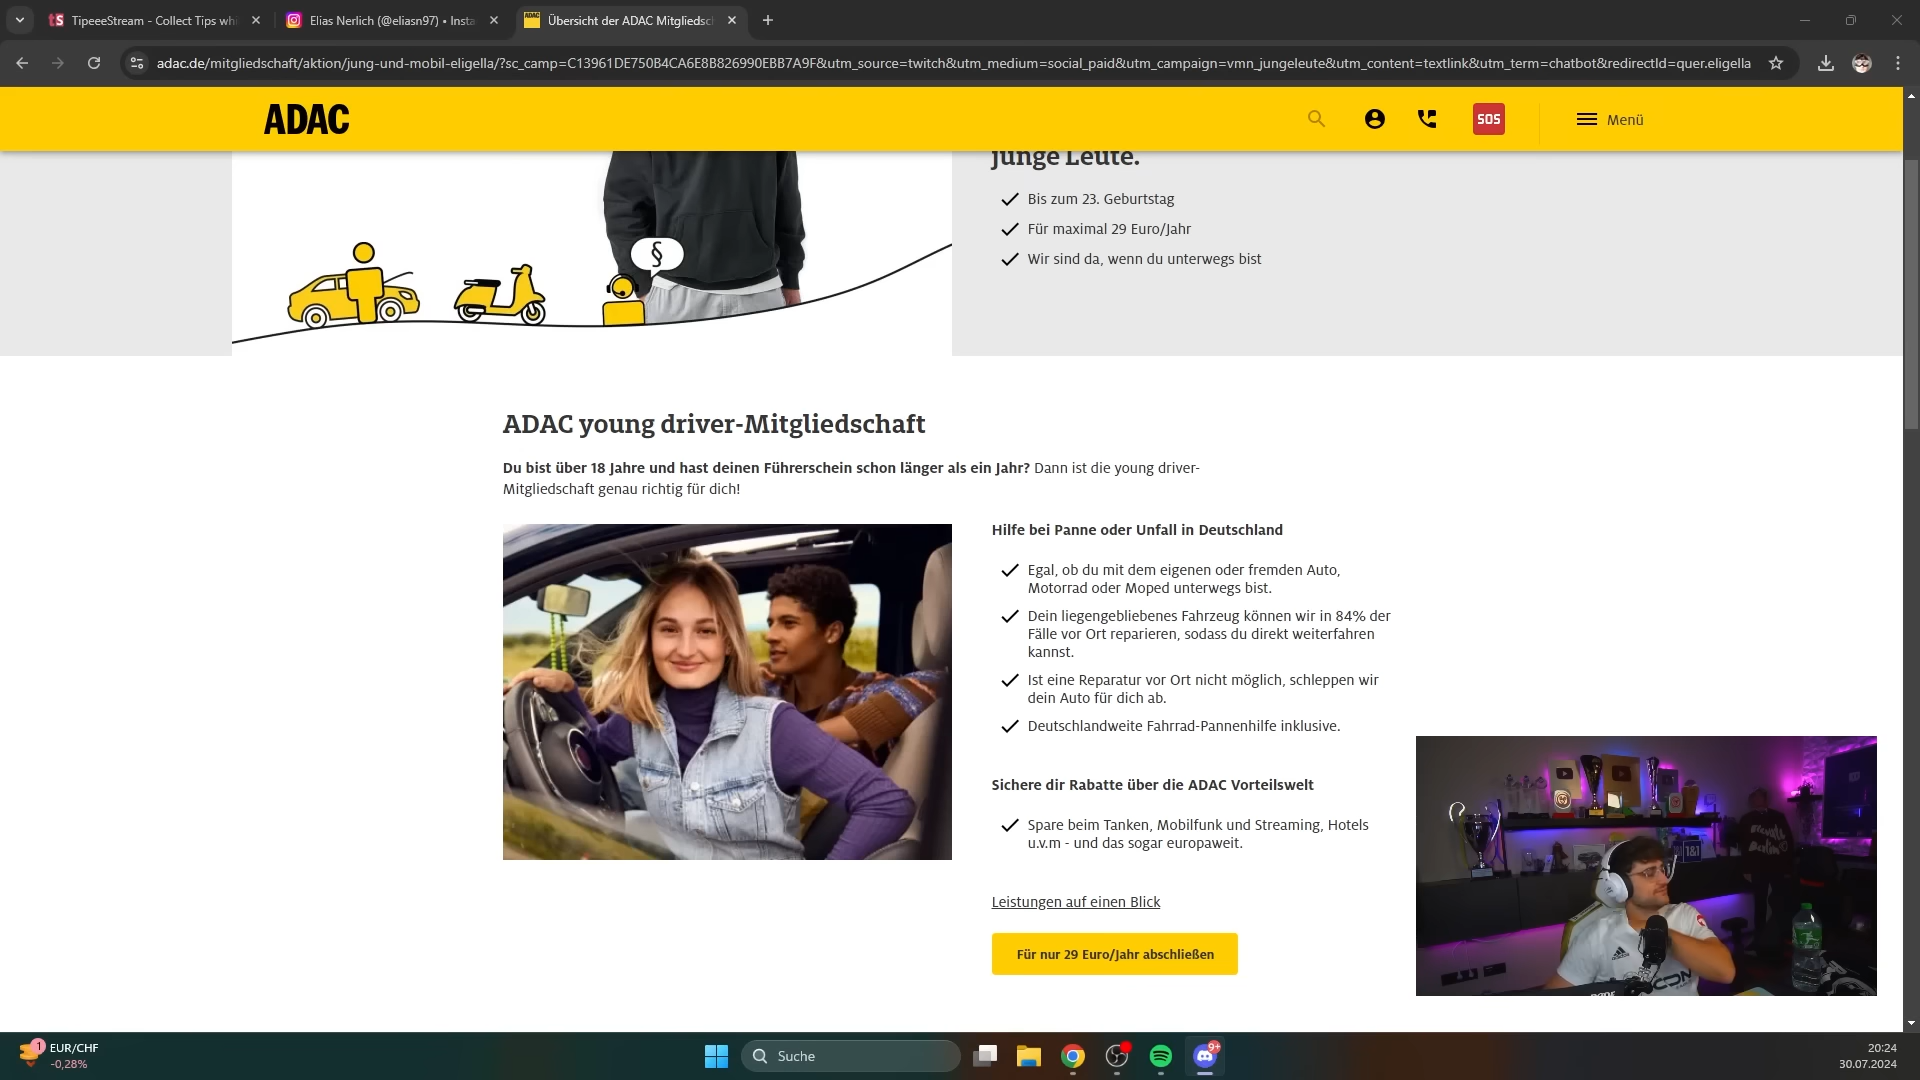 TipeeeStream - Collect Tips whi
Elias Nerlich (@eliasn97) • Insta
Übersicht der ADAC Mitgliedsch
adac.de/mitgliedschaft/aktion/jung-und-mobil-eligella/?sc_camp=C13961DE750B4CA6E8B826990EBB7A9F&utm_source=twitch&utm_medium=social_paid&utm_campaign=vmn_jungeleute&utm_content=textlink&utm_term=chatbot&redirectId=quer.eligella
ADAC
SOS
Menü
junge Leute.
Bis zum 23. Geburtstag
Für maximal 29 Euro/Jahr
Wir sind da, wenn du unterwegs bist
§
ADAC young driver-Mitgliedschaft
Du bist über 18 Jahre und hast deinen Führerschein schon länger als ein Jahr? Dann ist die young driver-
Mitgliedschaft genau richtig für dich!
Hilfe bei Panne oder Unfall in Deutschland
Egal, ob du mit dem eigenen oder fremden Auto,
Motorrad oder Moped unterwegs bist.
Dein liegengebliebenes Fahrzeug können wir in 84% der
Fälle vor Ort reparieren, sodass du direkt weiterfahren
kannst.
Ist eine Reparatur vor Ort nicht möglich, schleppen wir
dein Auto für dich ab.
Deutschlandweite Fahrrad-Pannenhilfe inklusive.
Sichere dir Rabatte über die ADAC Vorteilswelt
Spare beim Tanken, Mobilfunk und Streaming, Hotels
u.v.m - und das sogar europaweit.
Leistungen auf einen Blick
Für nur 29 Euro/Jahr abschließen
1&1
1
EUR/CHF
-0,28%
Suche
9+
20:24
30.07.2024